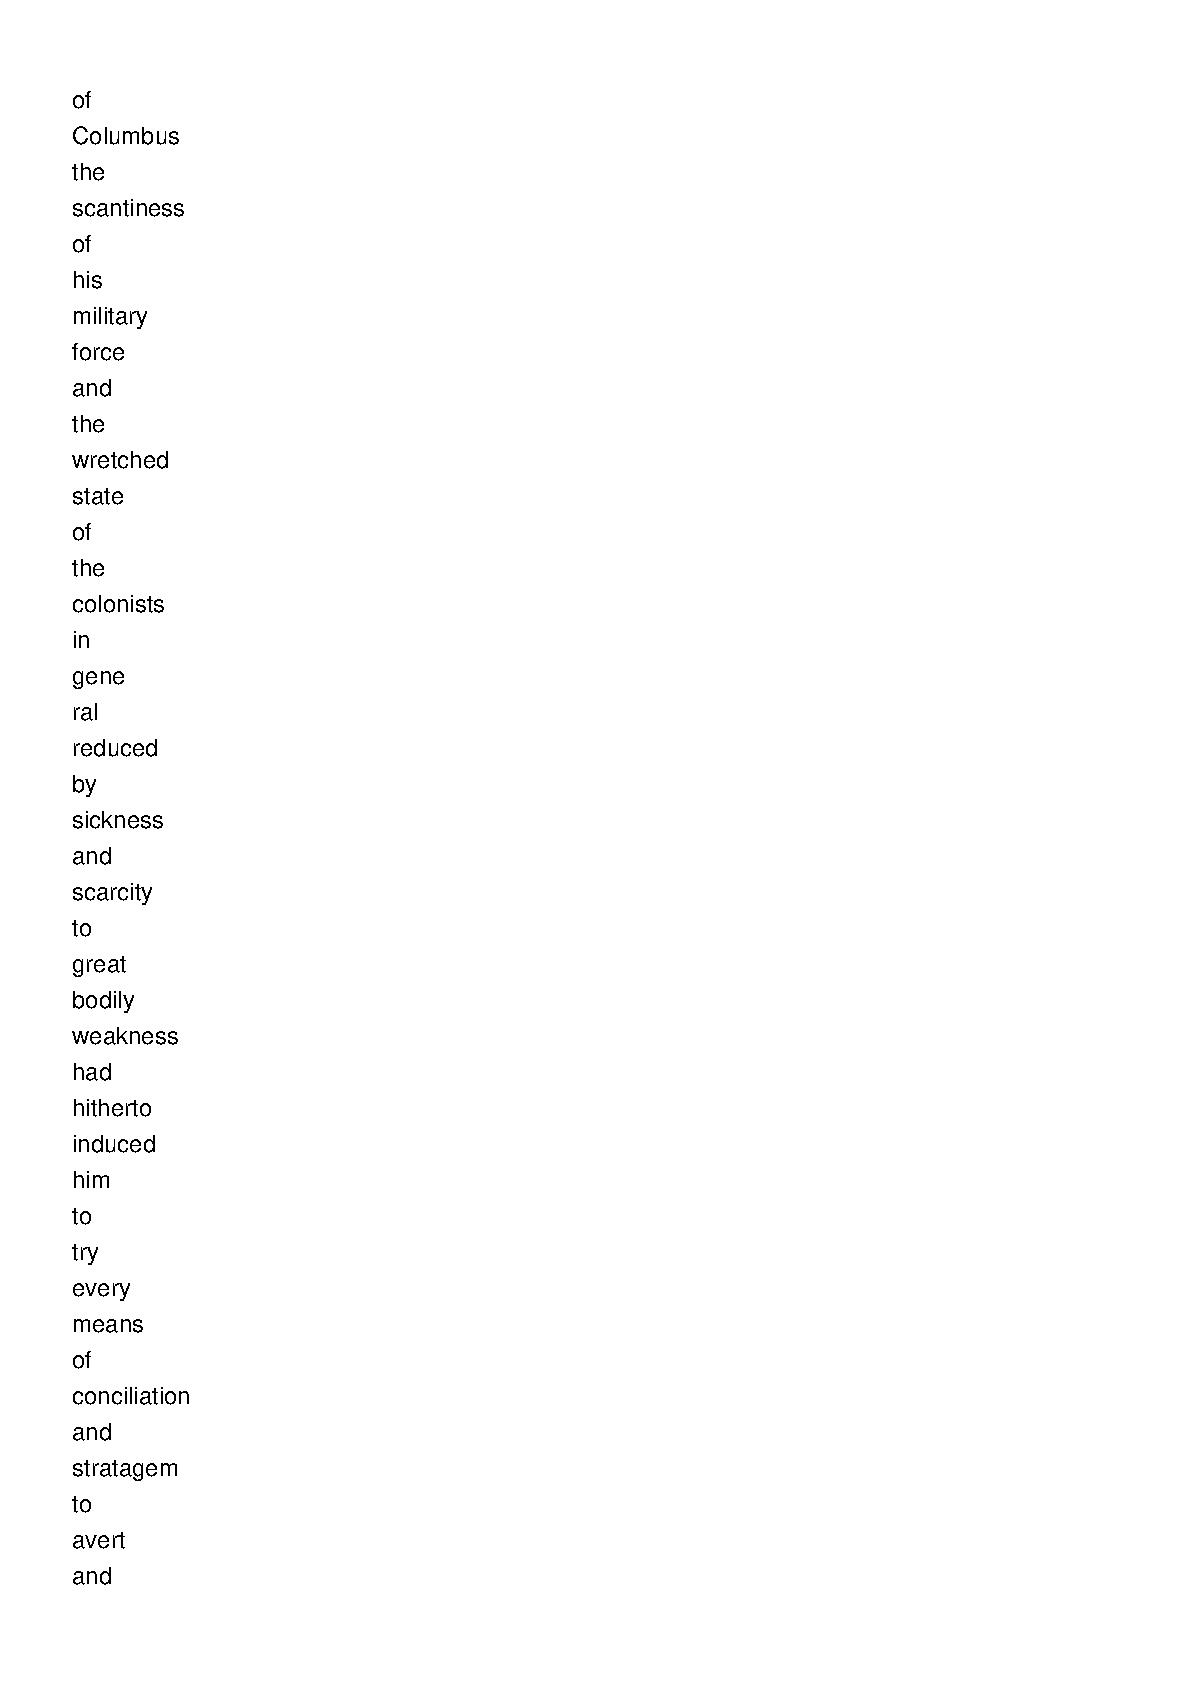 of
Columbus
the
scantiness
of
his
military
force
and
the
wretched
state
of
the
colonists
in
gene
ral
reduced
by
sickness
and
scarcity
to
great
bodily
weakness
had
hitherto
induced
him
to
try
every
means
of
conciliation
and
stratagem
to
avert
and